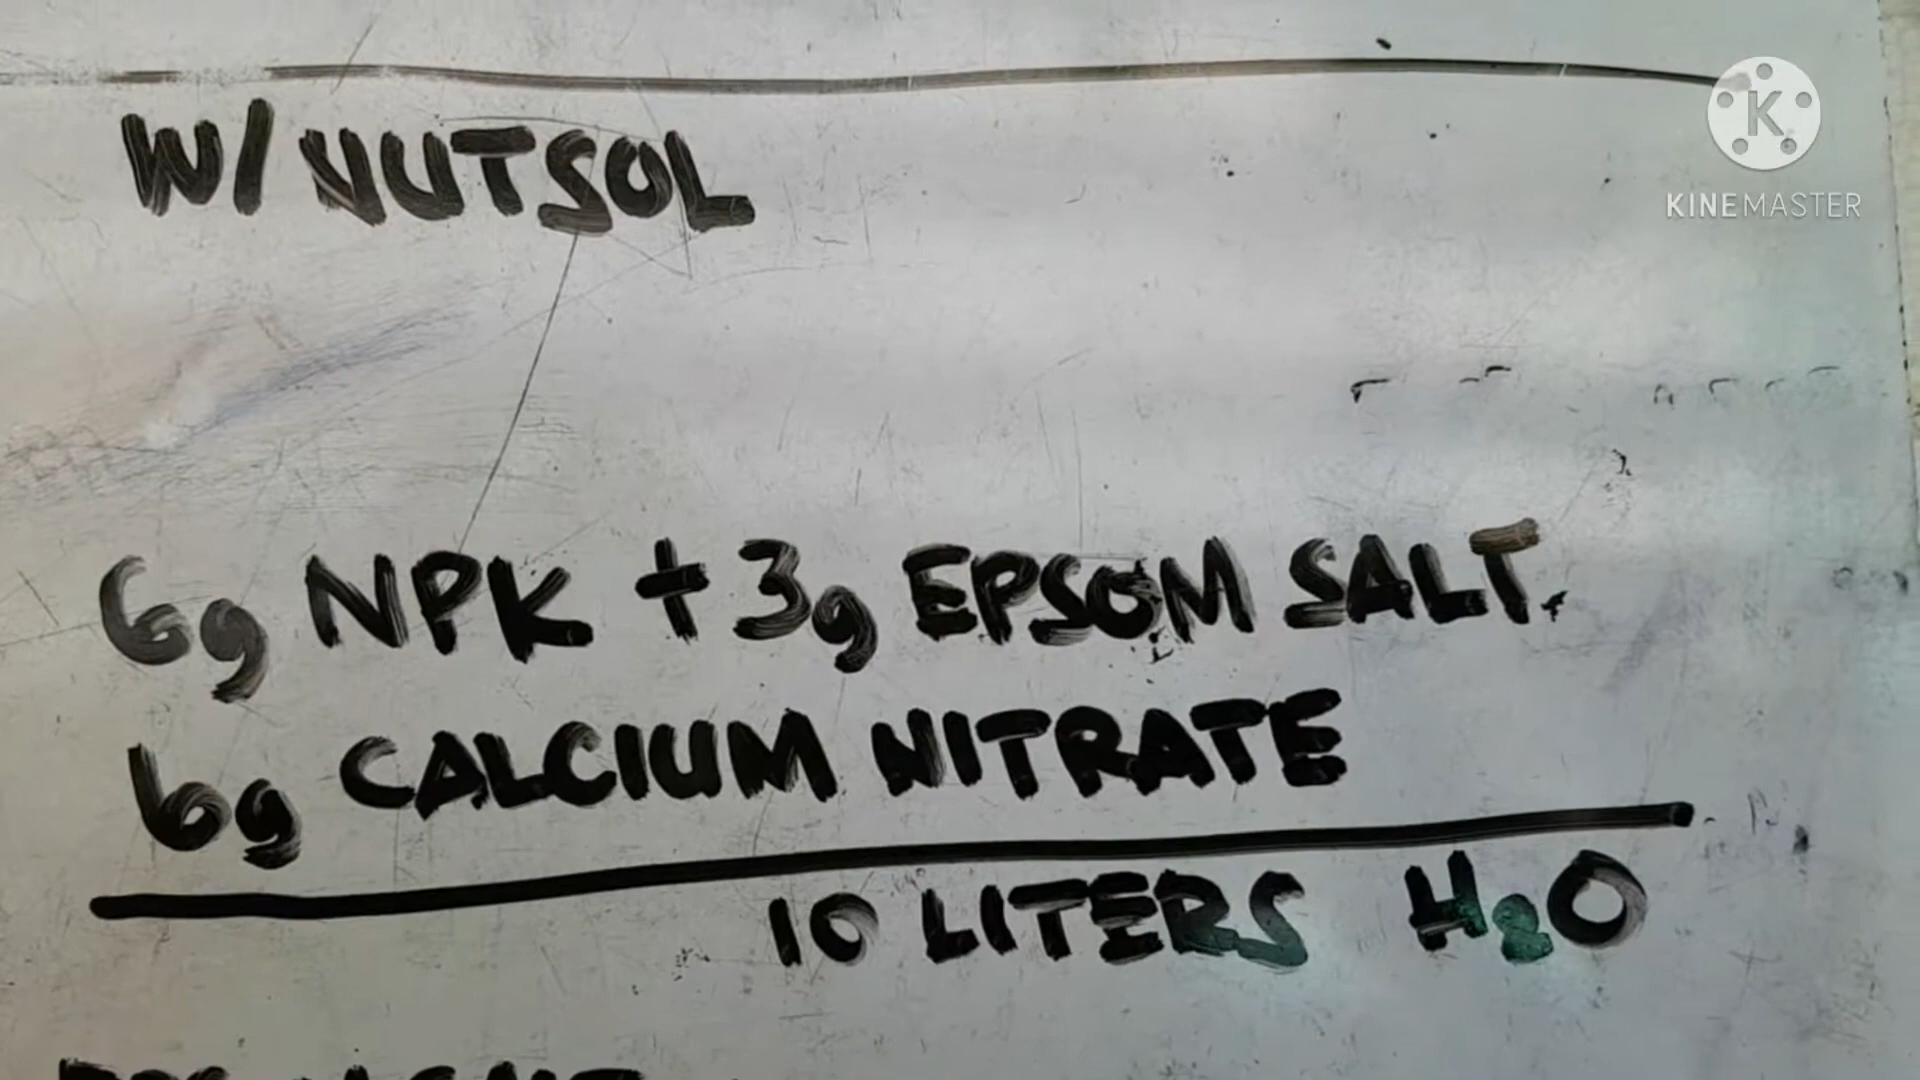 W/ NUTSOL
K
KINEMASTER
6g NPK + 3g EPSOM SALT.
6g CALCIUM NITRATE
10 LITERS H2O